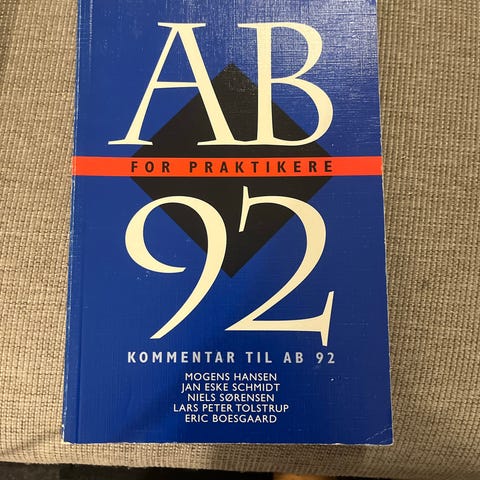 AB
FOR PRAKTIKERE
92
KOMMENTAR TIL AB 92
MOGENS HANSEN
JAN ESKE SCHMIDT
NIELS SØRENSEN
LARS PETER TOLSTRUP
ERIC BOESGAARD